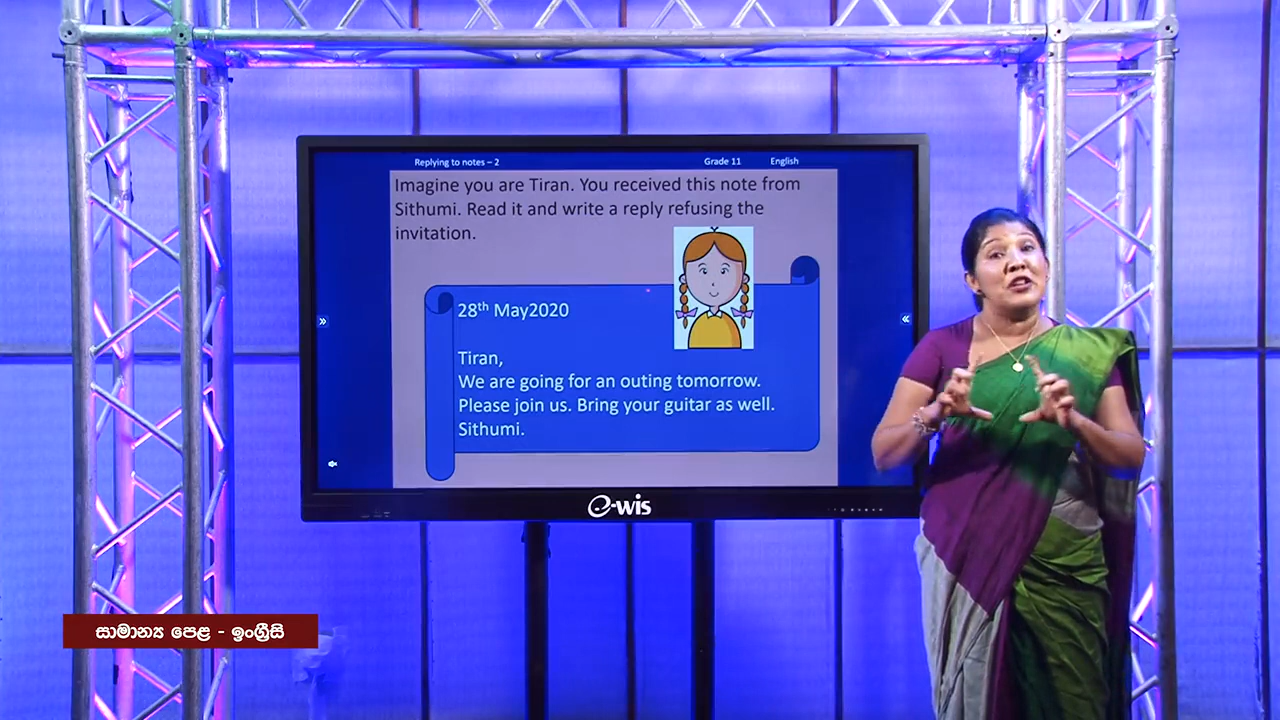 Replying to notes – 2 Grade 11 English
Imagine you are Tiran. You received this note from
Sithumi. Read it and write a reply refusing the
invitation.
28th May2020
Tiran,
We are going for an outing tomorrow.
Please join us. Bring your guitar as well.
Sithumi.
e-wis
සාමාන්‍ය පෙළ - ඉංග්‍රීසි